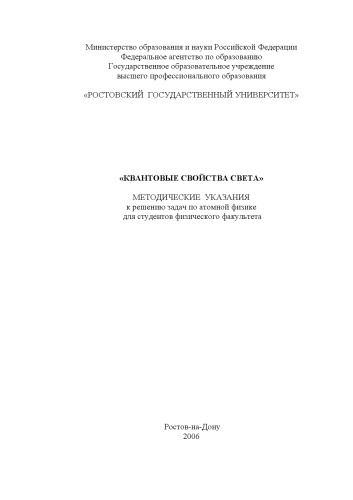 Министерство образования и науки Российской Федерации
Федеральное агентство по образованию
Государственное образовательное учреждение
высшего профессионального образования
«РОСТОВСКИЙ ГОСУДАРСТВЕННЫЙ УНИВЕРСИТЕТ»
«КВАНТОВЫЕ СВОЙСТВА СВЕТА»
МЕТОДИЧЕСКИЕ УКАЗАНИЯ
к решению задач по атомной физике
для студентов физического факультета
Ростов-на-Дону
2006